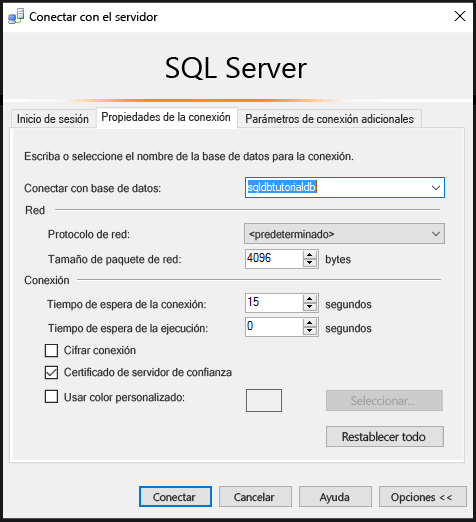 Conectar con el servidor
SQL Server
Inicio de sesión Propiedades de la conexión Parámetros de conexión adicionales
Escriba o seleccione el nombre de la base de datos para la conexión.
Conectar con base de datos: sqldbtutorialdb
Red
Protocolo de red: <predeterminado>
Tamaño de paquete de red: 4096 bytes
Conexión
Tiempo de espera de la conexión: 15 segundos
Tiempo de espera de la ejecución: 0 segundos
Cifrar conexión
Certificado de servidor de confianza
Usar color personalizado: Seleccionar...
Restablecer todo
Conectar Cancelar Ayuda Opciones <<